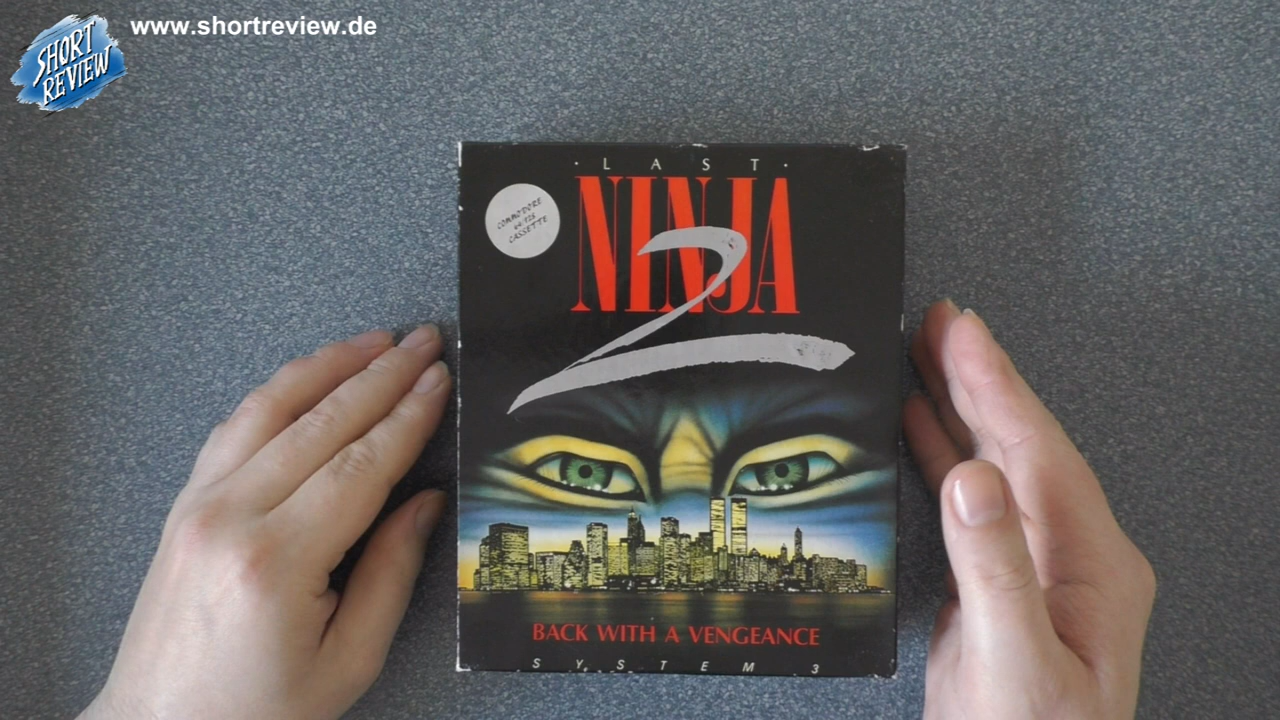 SHORT
REVIEW
www.shortreview.de
· LAST ·
NINJA
2
COMMODORE
64/128
CASSETTE
BACK WITH A VENGEANCE
SYSTEM 3